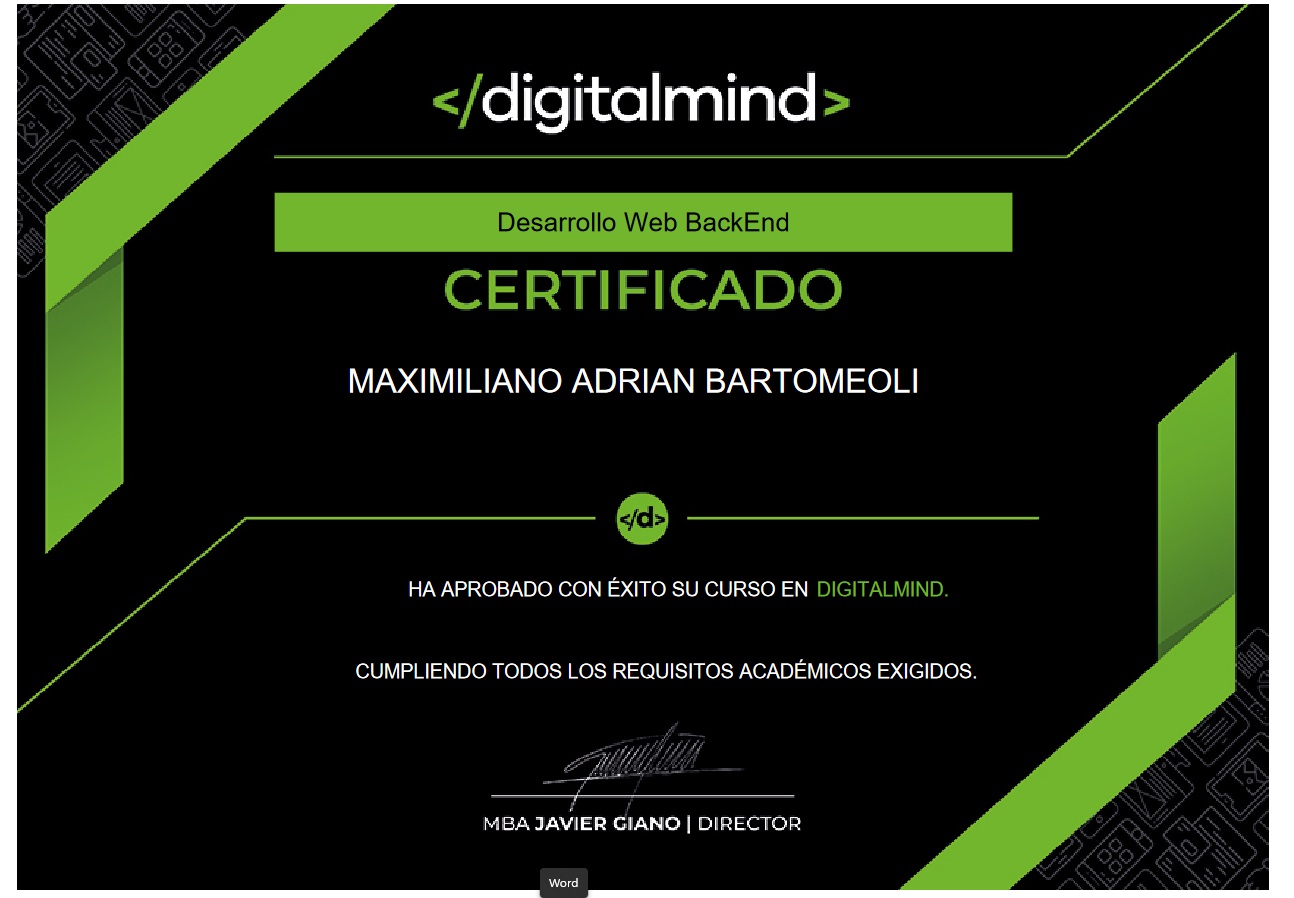 </digitalmind>
Desarrollo Web BackEnd
CERTIFICADO
MAXIMILIANO ADRIAN BARTOMEOLI
</d>
HA APROBADO CON ÉXITO SU CURSO EN DIGITALMIND.
CUMPLIENDO TODOS LOS REQUISITOS ACADÉMICOS EXIGIDOS.
MBA JAVIER GIANO | DIRECTOR
Word